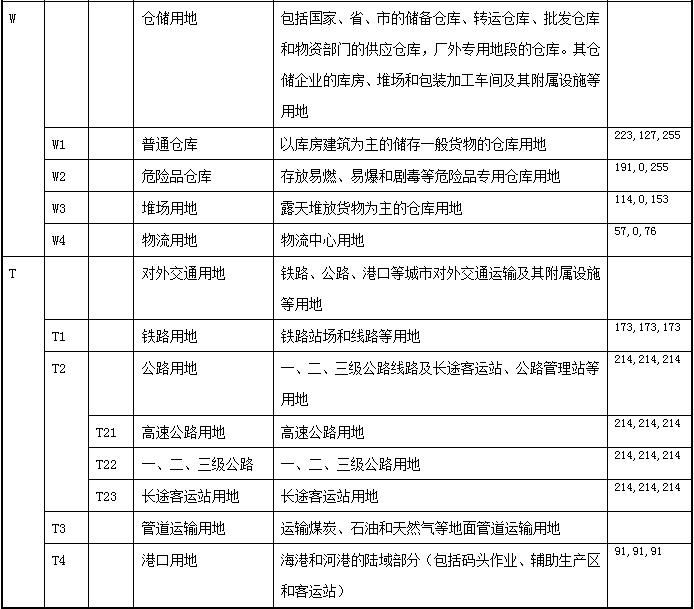 W 仓储用地 包括国家、省、市的储备仓库、转运仓库、批发仓库
和物资部门的供应仓库，厂外专用地段的仓库。其仓
储企业的库房、堆场和包装加工车间及其附属设施等
用地
W1 普通仓库 以库房建筑为主的储存一般货物的仓库用地 223,127,255
W2 危险品仓库 存放易燃、易爆和剧毒等危险品专用仓库用地 191,0,255
W3 堆场用地 露天堆放货物为主的仓库用地 114,0,153
W4 物流用地 物流中心用地 57,0,76
T 对外交通用地 铁路、公路、港口等城市对外交通运输及其附属设施
等用地
T1 铁路用地 铁路站场和线路等用地 173,173,173
T2 公路用地 一、二、三级公路线路及长途客运站、公路管理站等 214,214,214
用地
T21 高速公路用地 高速公路用地 214,214,214
T22 一、二、三级公路 一、二、三级公路用地 214,214,214
T23 长途客运站用地 长途客运站用地 214,214,214
T3 管道运输用地 运输煤炭、石油和天然气等地面管道运输用地
T4 港口用地 海港和河港的陆域部分（包括码头作业、辅助生产区 91,91,91
和客运站）